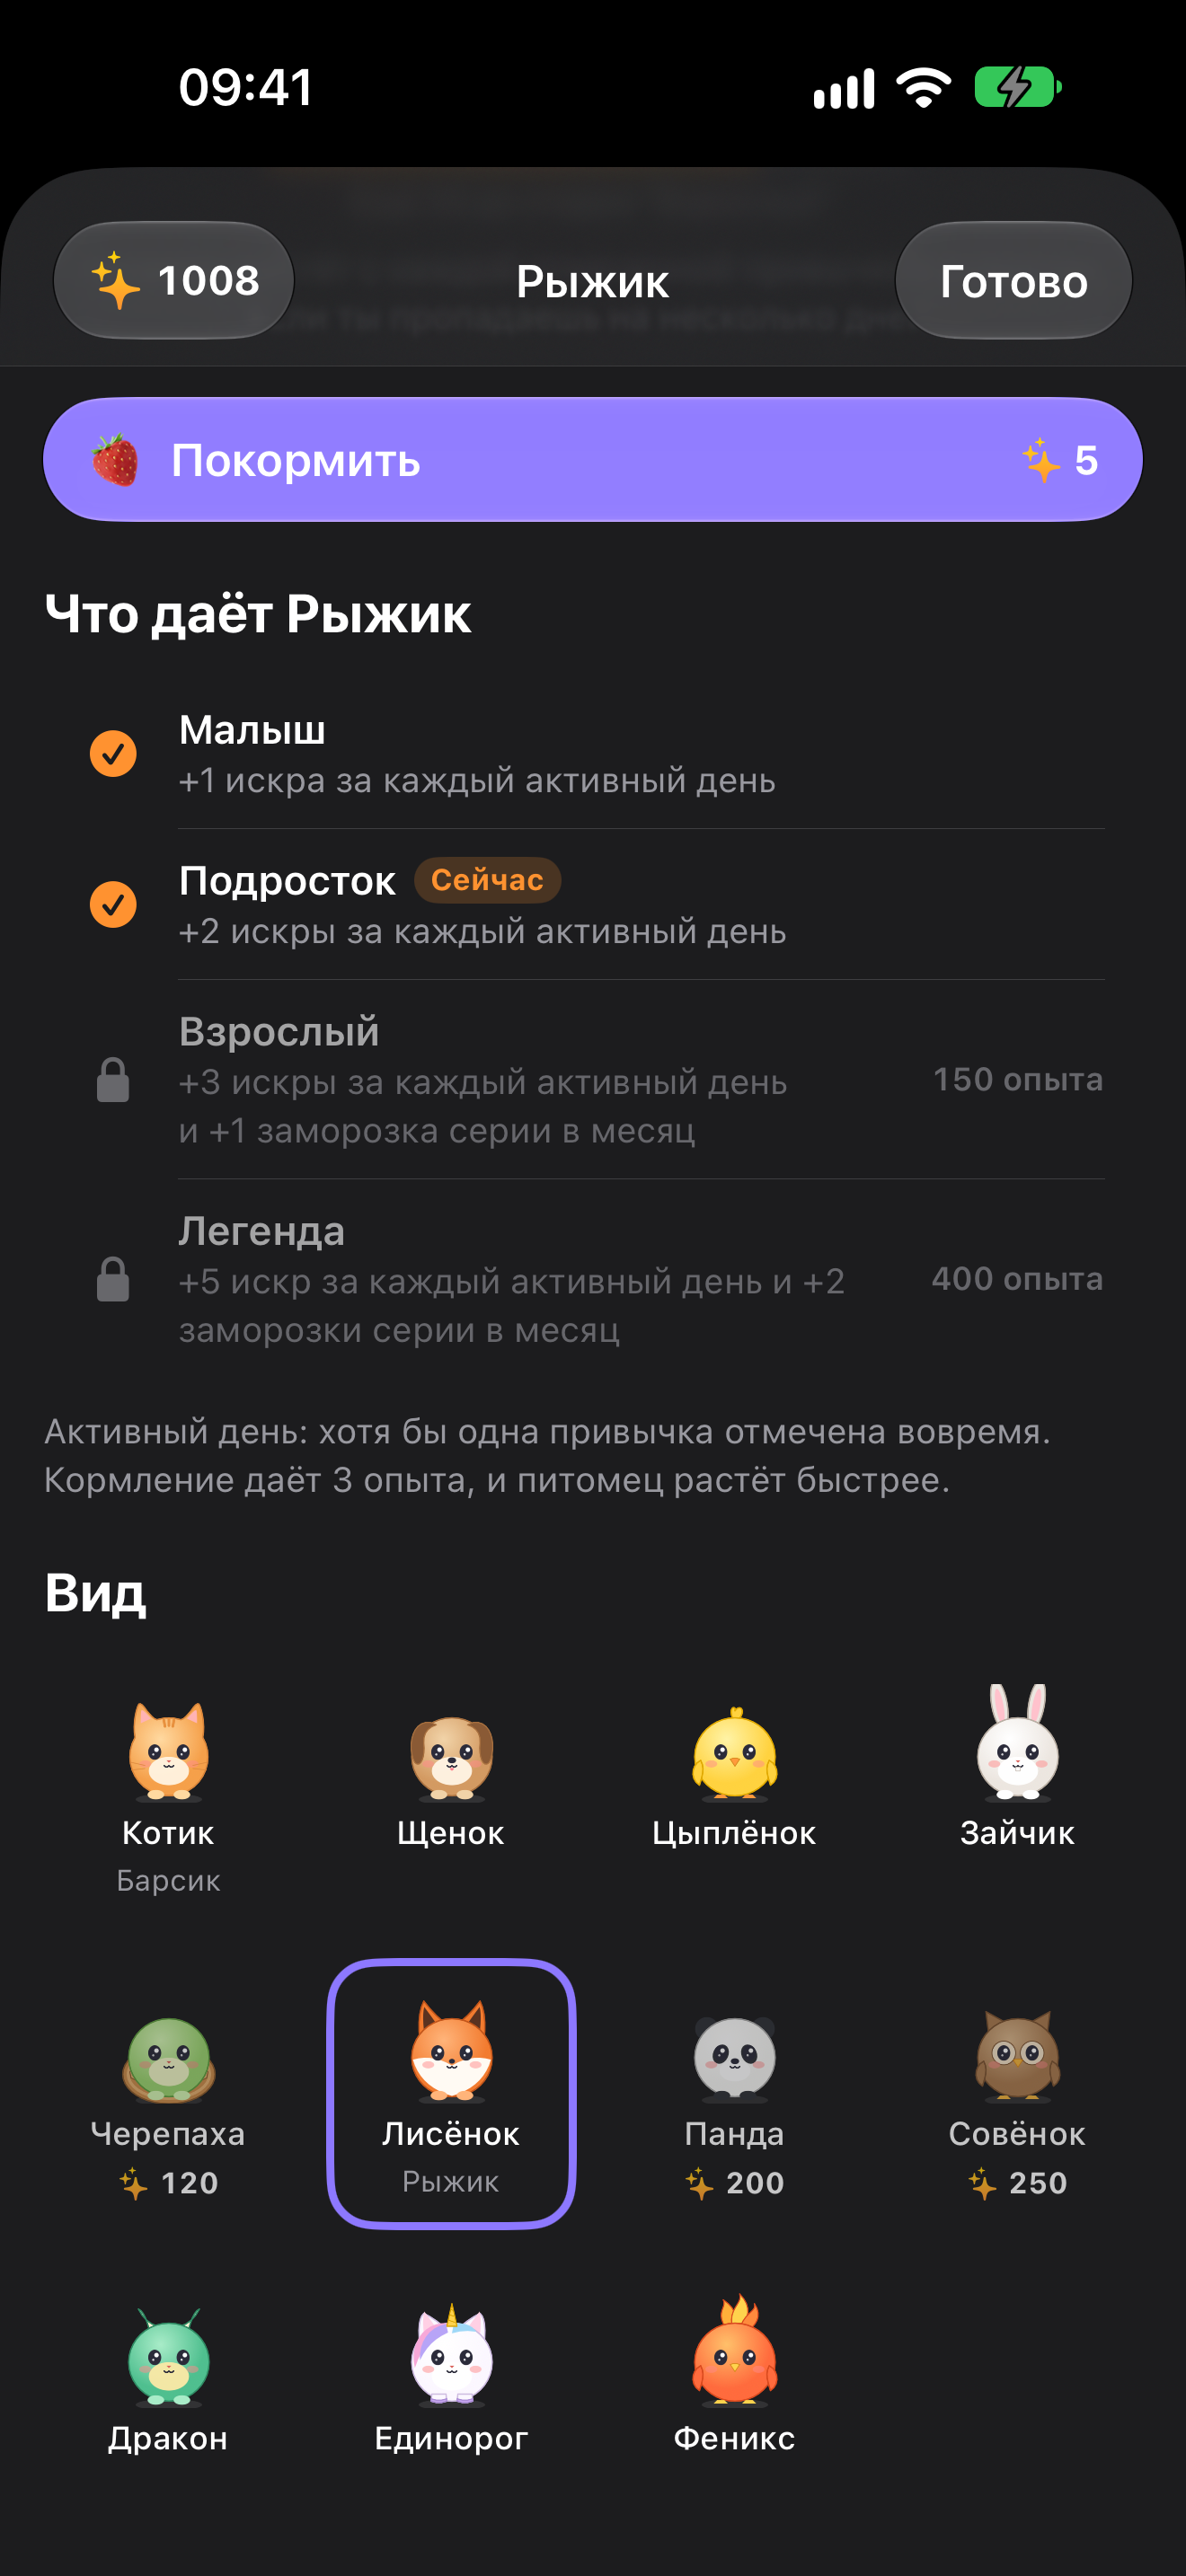 09:41
1008
Рыжик
Готово
Покормить
5
Что даёт Рыжик
Малыш
+1 искра за каждый активный день
Подросток
Сейчас
+2 искры за каждый активный день
Взрослый
+3 искры за каждый активный день
и +1 заморозка серии в месяц
150 опыта
Легенда
+5 искр за каждый активный день и +2
заморозки серии в месяц
400 опыта
Активный день: хотя бы одна привычка отмечена вовремя.
Кормление даёт 3 опыта, и питомец растёт быстрее.
Вид
Котик
Барсик
Щенок
Цыплёнок
Зайчик
Черепаха
120
Лисёнок
Рыжик
Панда
200
Совёнок
250
Дракон
Единорог
Феникс